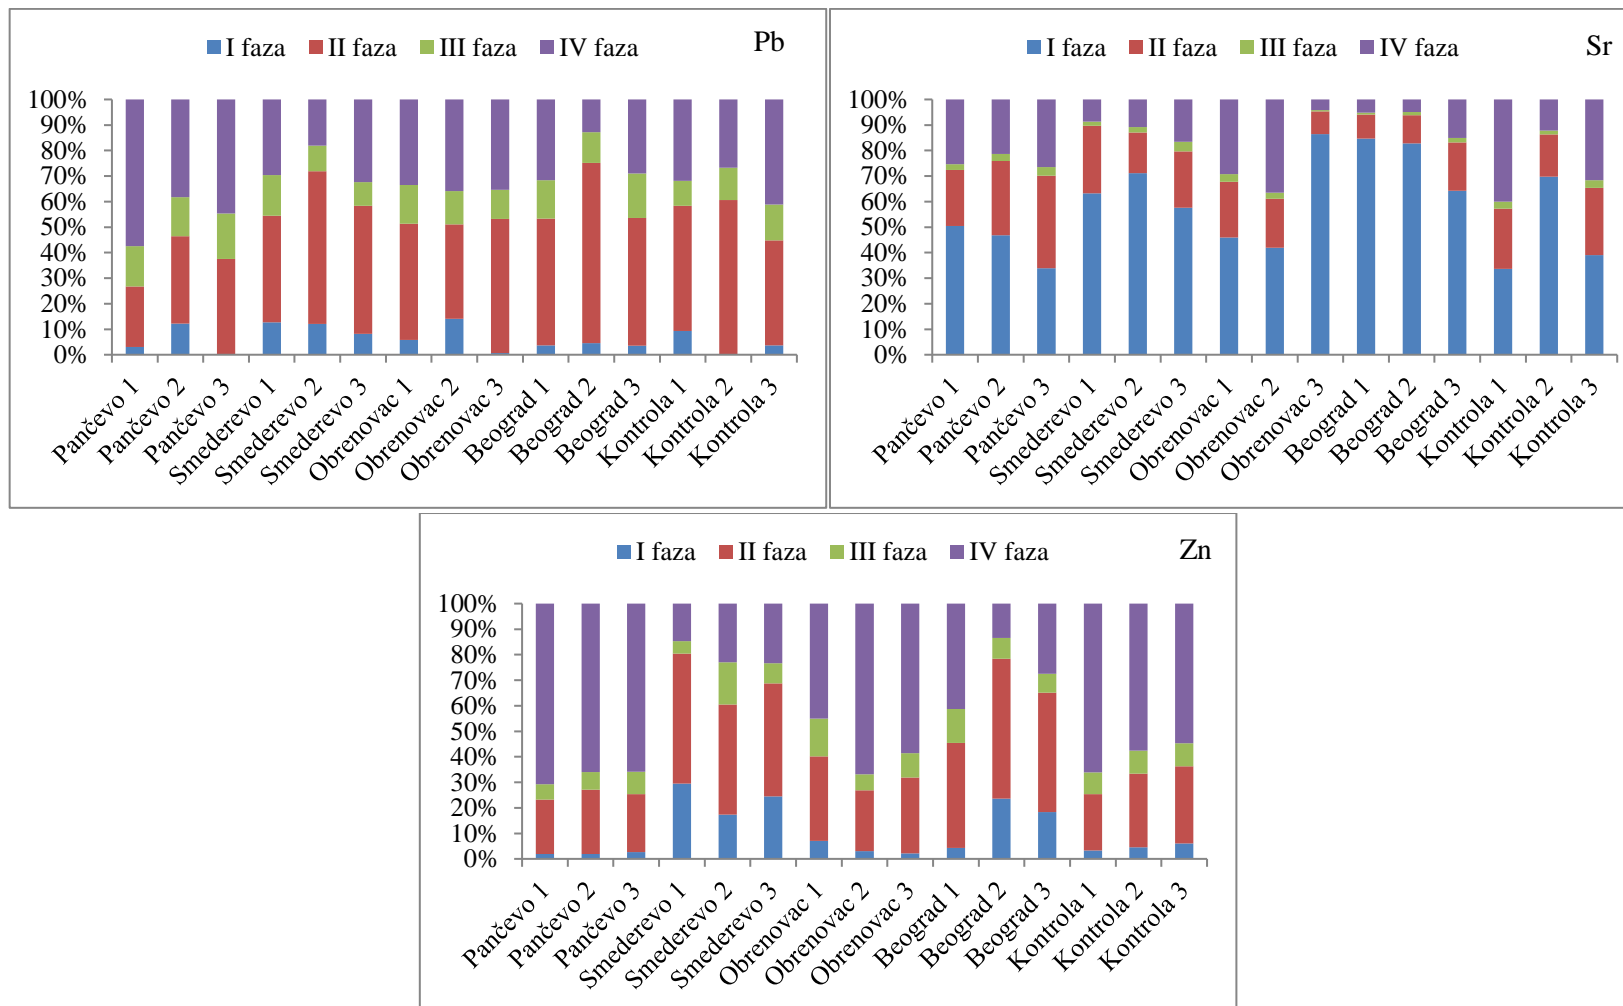 I faza II faza III faza IV faza Pb
100%
90%
80%
70%
60%
50%
40%
30%
20%
10%
0%
Pančevo 1
Pančevo 2
Pančevo 3
Smederevo 1
Smederevo 2
Smederevo 3
Obrenovac 1
Obrenovac 2
Obrenovac 3
Beograd 1
Beograd 2
Beograd 3
Kontrola 1
Kontrola 2
Kontrola 3
I faza II faza III faza IV faza Sr
100%
90%
80%
70%
60%
50%
40%
30%
20%
10%
0%
Pančevo 1
Pančevo 2
Pančevo 3
Smederevo 1
Smederevo 2
Smederevo 3
Obrenovac 1
Obrenovac 2
Obrenovac 3
Beograd 1
Beograd 2
Beograd 3
Kontrola 1
Kontrola 2
Kontrola 3
I faza II faza III faza IV faza Zn
100%
90%
80%
70%
60%
50%
40%
30%
20%
10%
0%
Pančevo 1
Pančevo 2
Pančevo 3
Smederevo 1
Smederevo 2
Smederevo 3
Obrenovac 1
Obrenovac 2
Obrenovac 3
Beograd 1
Beograd 2
Beograd 3
Kontrola 1
Kontrola 2
Kontrola 3